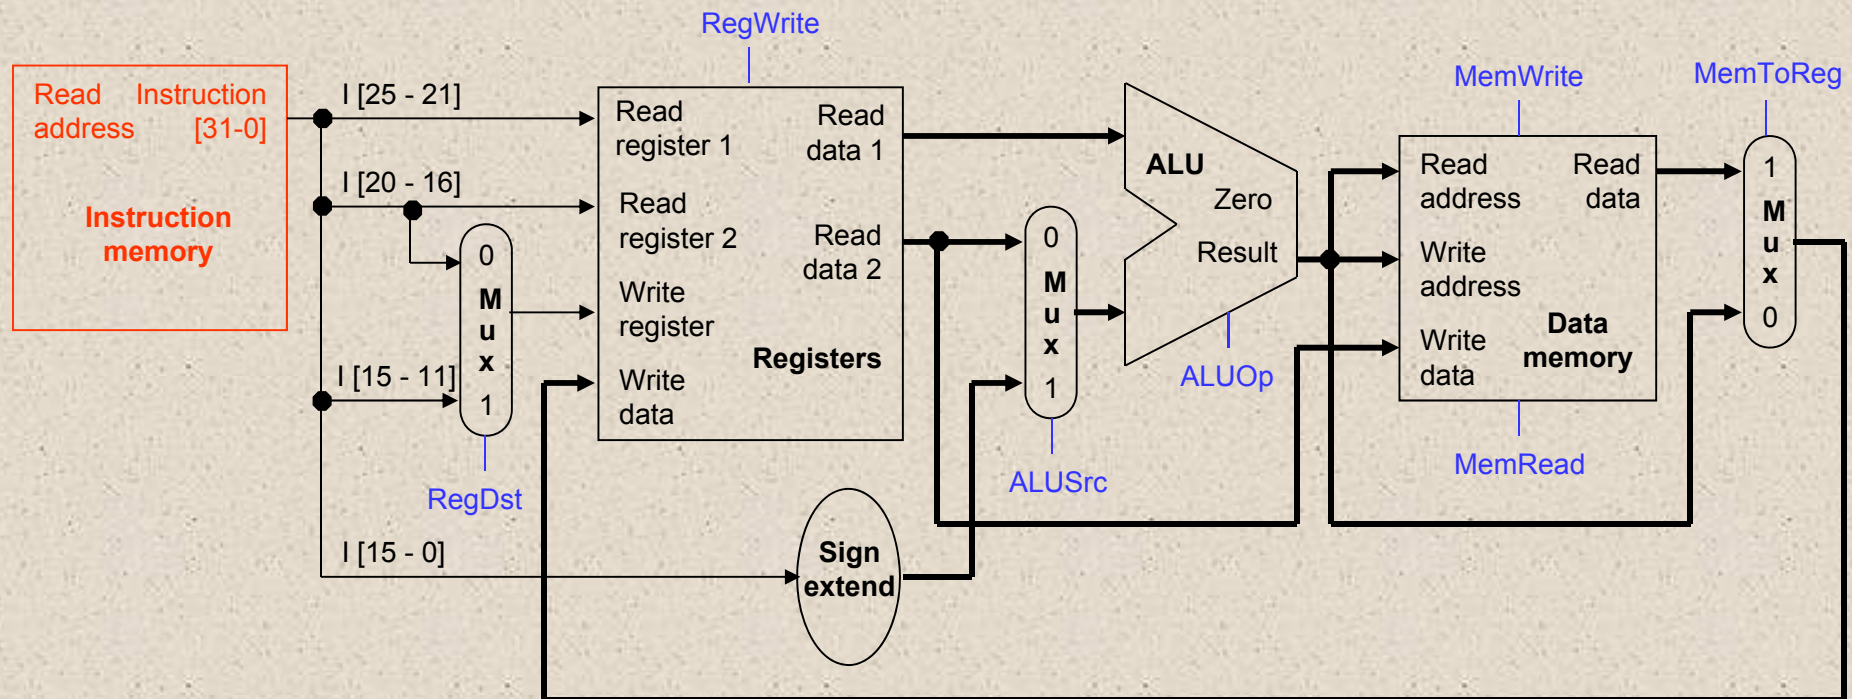 RegWrite
Read Instruction
address [31-0]
Instruction
memory
I [25 - 21]
I [20 - 16]
I [15 - 11]
I [15 - 0]
0
M
u
x
1
RegDst
Read
register 1
Read
register 2
Write
register
Write
data
Read
data 1
Read
data 2
Registers
Sign
extend
0
M
u
x
1
ALUSrc
ALU
Zero
Result
ALUOp
MemWrite
Read
address
Write
address
Write
data
Read
data
Data
memory
MemRead
MemToReg
1
M
u
x
0